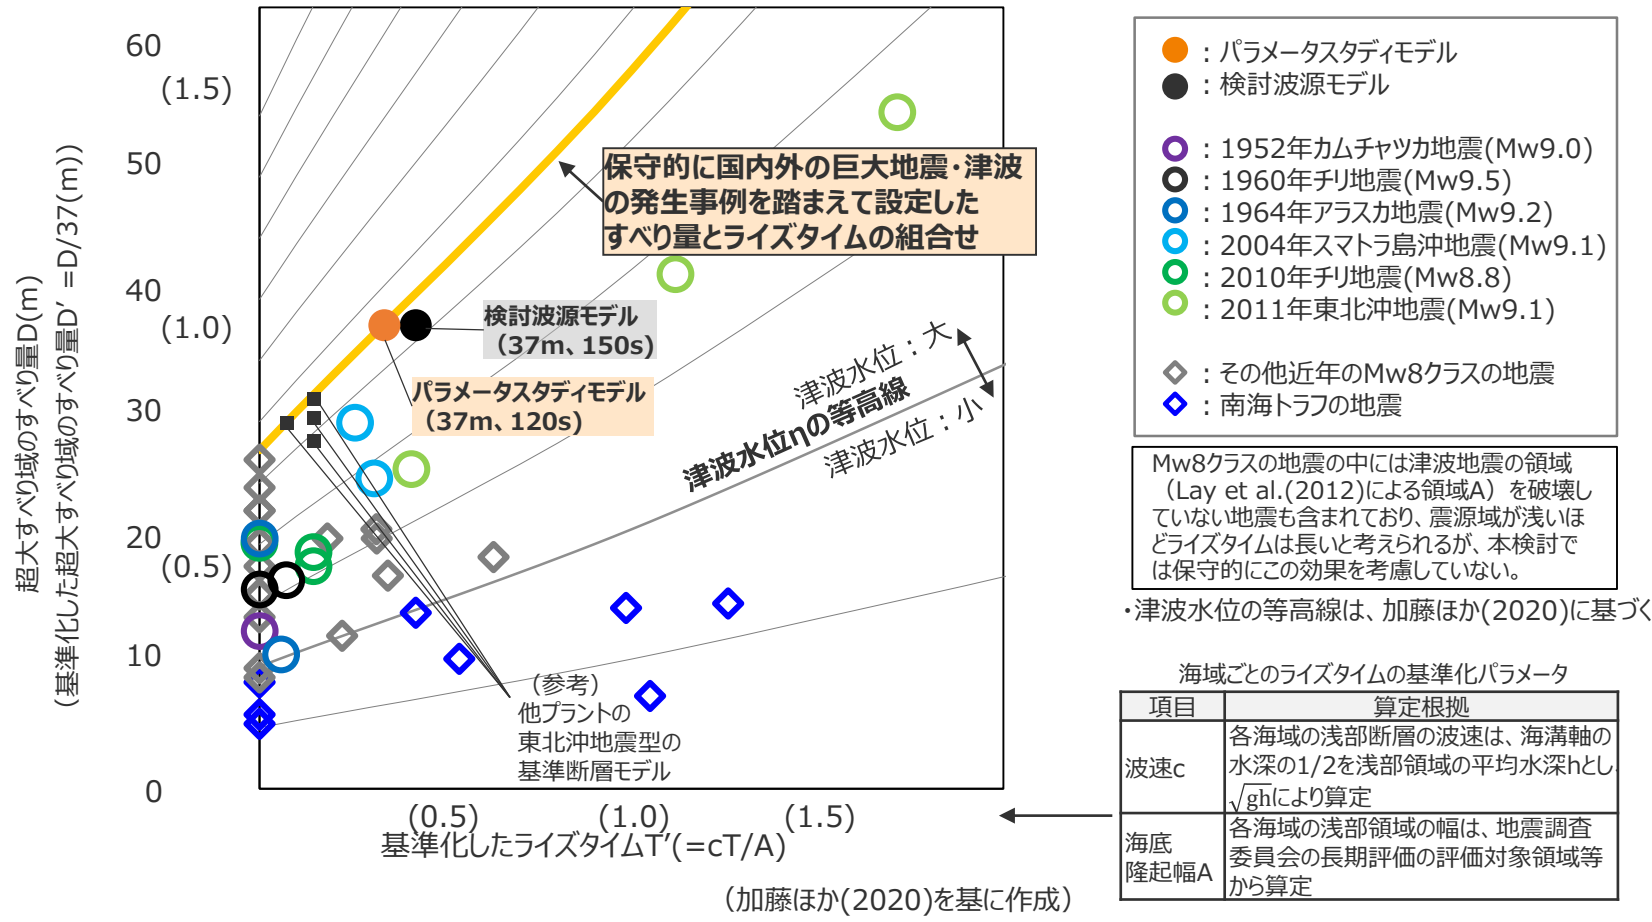 超大すべり域のすべり量D(m)
(基準化した超大すべり域のすべり量D′ =D/37(m))
60
(1.5)
50
40
(1.0)
30
20
(0.5)
10
0
保守的に国内外の巨大地震・津波
の発生事例を踏まえて設定した
すべり量とライズタイムの組合せ
検討波源モデル
(37m、150s)
パラメータスタディモデル
(37m、120s)
津波水位：大
津波水位ηの等高線
津波水位：小
(参考)
他プラントの
東北沖地震型の
基準断層モデル
(0.5)
(1.0)
(1.5)
基準化したライズタイムT′(=cT/A)
(加藤ほか(2020)を基に作成)
：パラメータスタディモデル
：検討波源モデル
：1952年カムチャツカ地震(Mw9.0)
：1960年チリ地震(Mw9.5)
：1964年アラスカ地震(Mw9.2)
：2004年スマトラ島沖地震(Mw9.1)
：2010年チリ地震(Mw8.8)
：2011年東北沖地震(Mw9.1)
：その他近年のMw8クラスの地震
：南海トラフの地震
Mw8クラスの地震の中には津波地震の領域
(Lay et al.(2012)による領域A）を破壊し
ていない地震も含まれており、震源域が浅いほ
どライズタイムは長いと考えられるが、本検討で
は保守的にこの効果を考慮していない。
・津波水位の等高線は、加藤ほか(2020)に基づく
海域ごとのライズタイムの基準化パラメータ
項目
算定根拠
波速c
各海域の浅部断層の波速は、海溝軸の
水深の1/2を浅部領域の平均水深hとし、
√ghにより算定
海底
隆起幅A
各海域の浅部領域の幅は、地震調査
委員会の長期評価の評価対象領域等
から算定